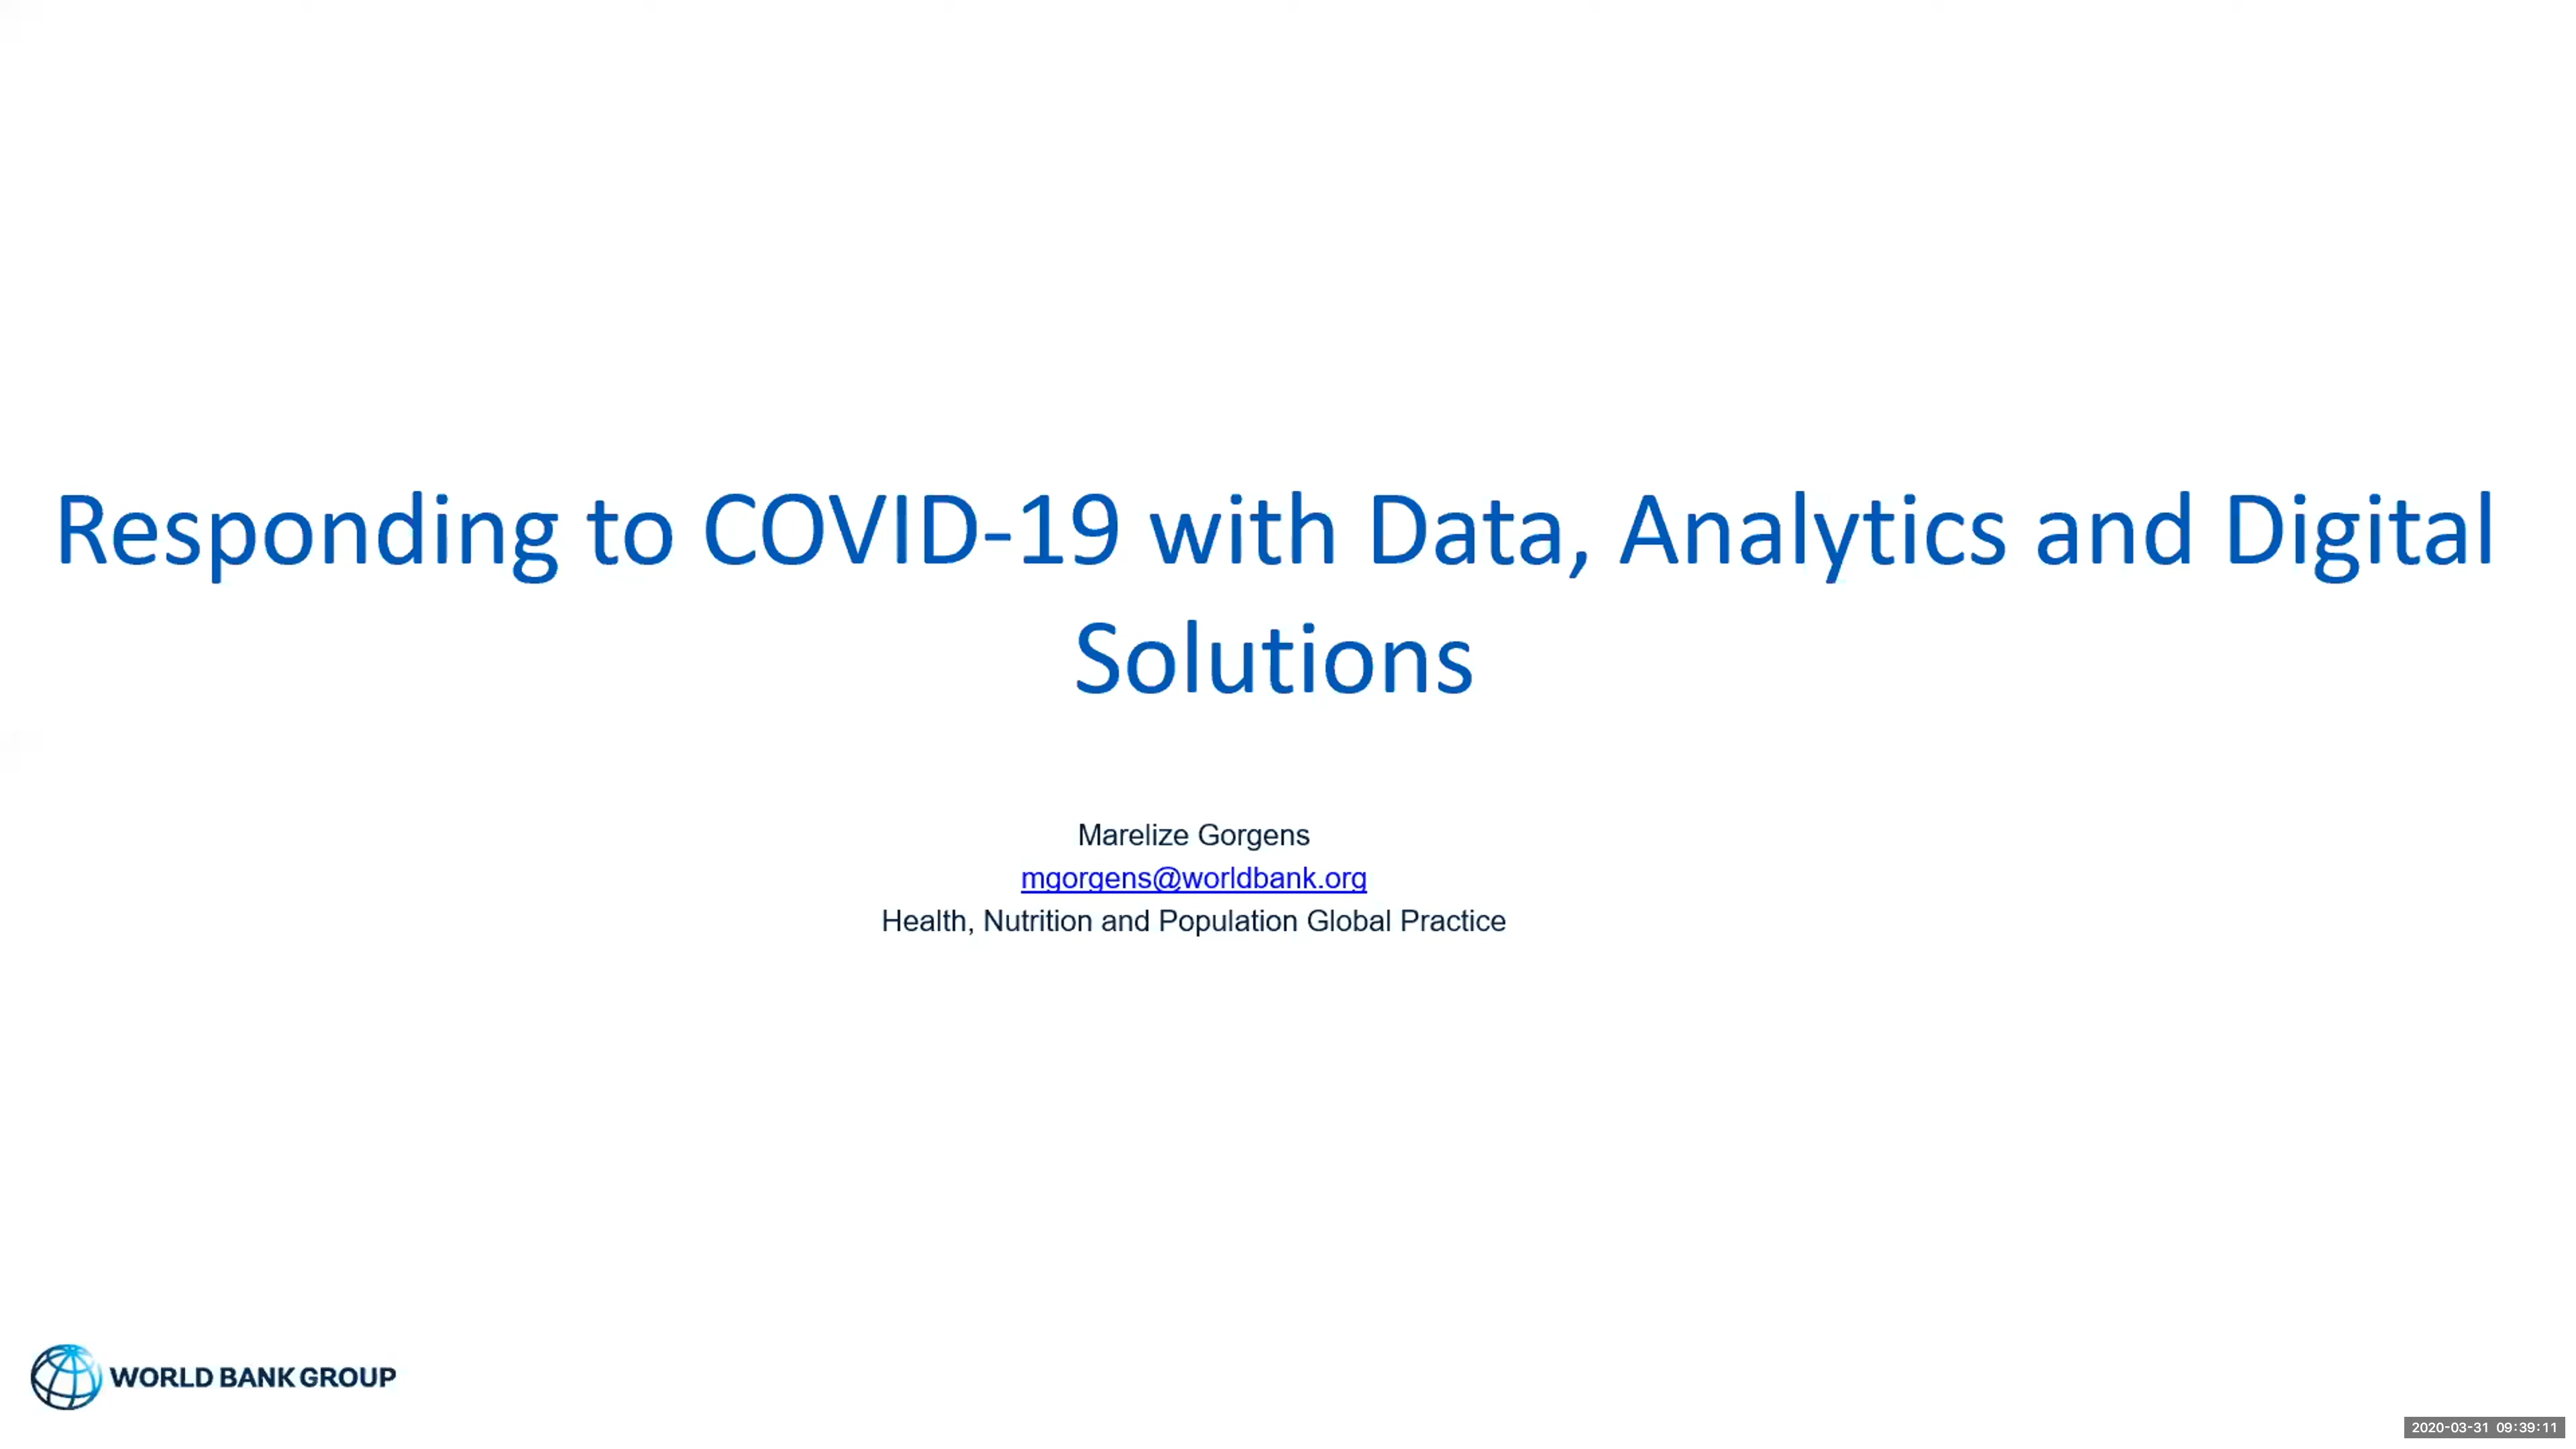 Responding to COVID-19 with Data, Analytics and Digital
Solutions
Marelize Gorgens
mgorgens@worldbank.org
Health, Nutrition and Population Global Practice
WORLD BANK GROUP
2020-03-31 09:39:11